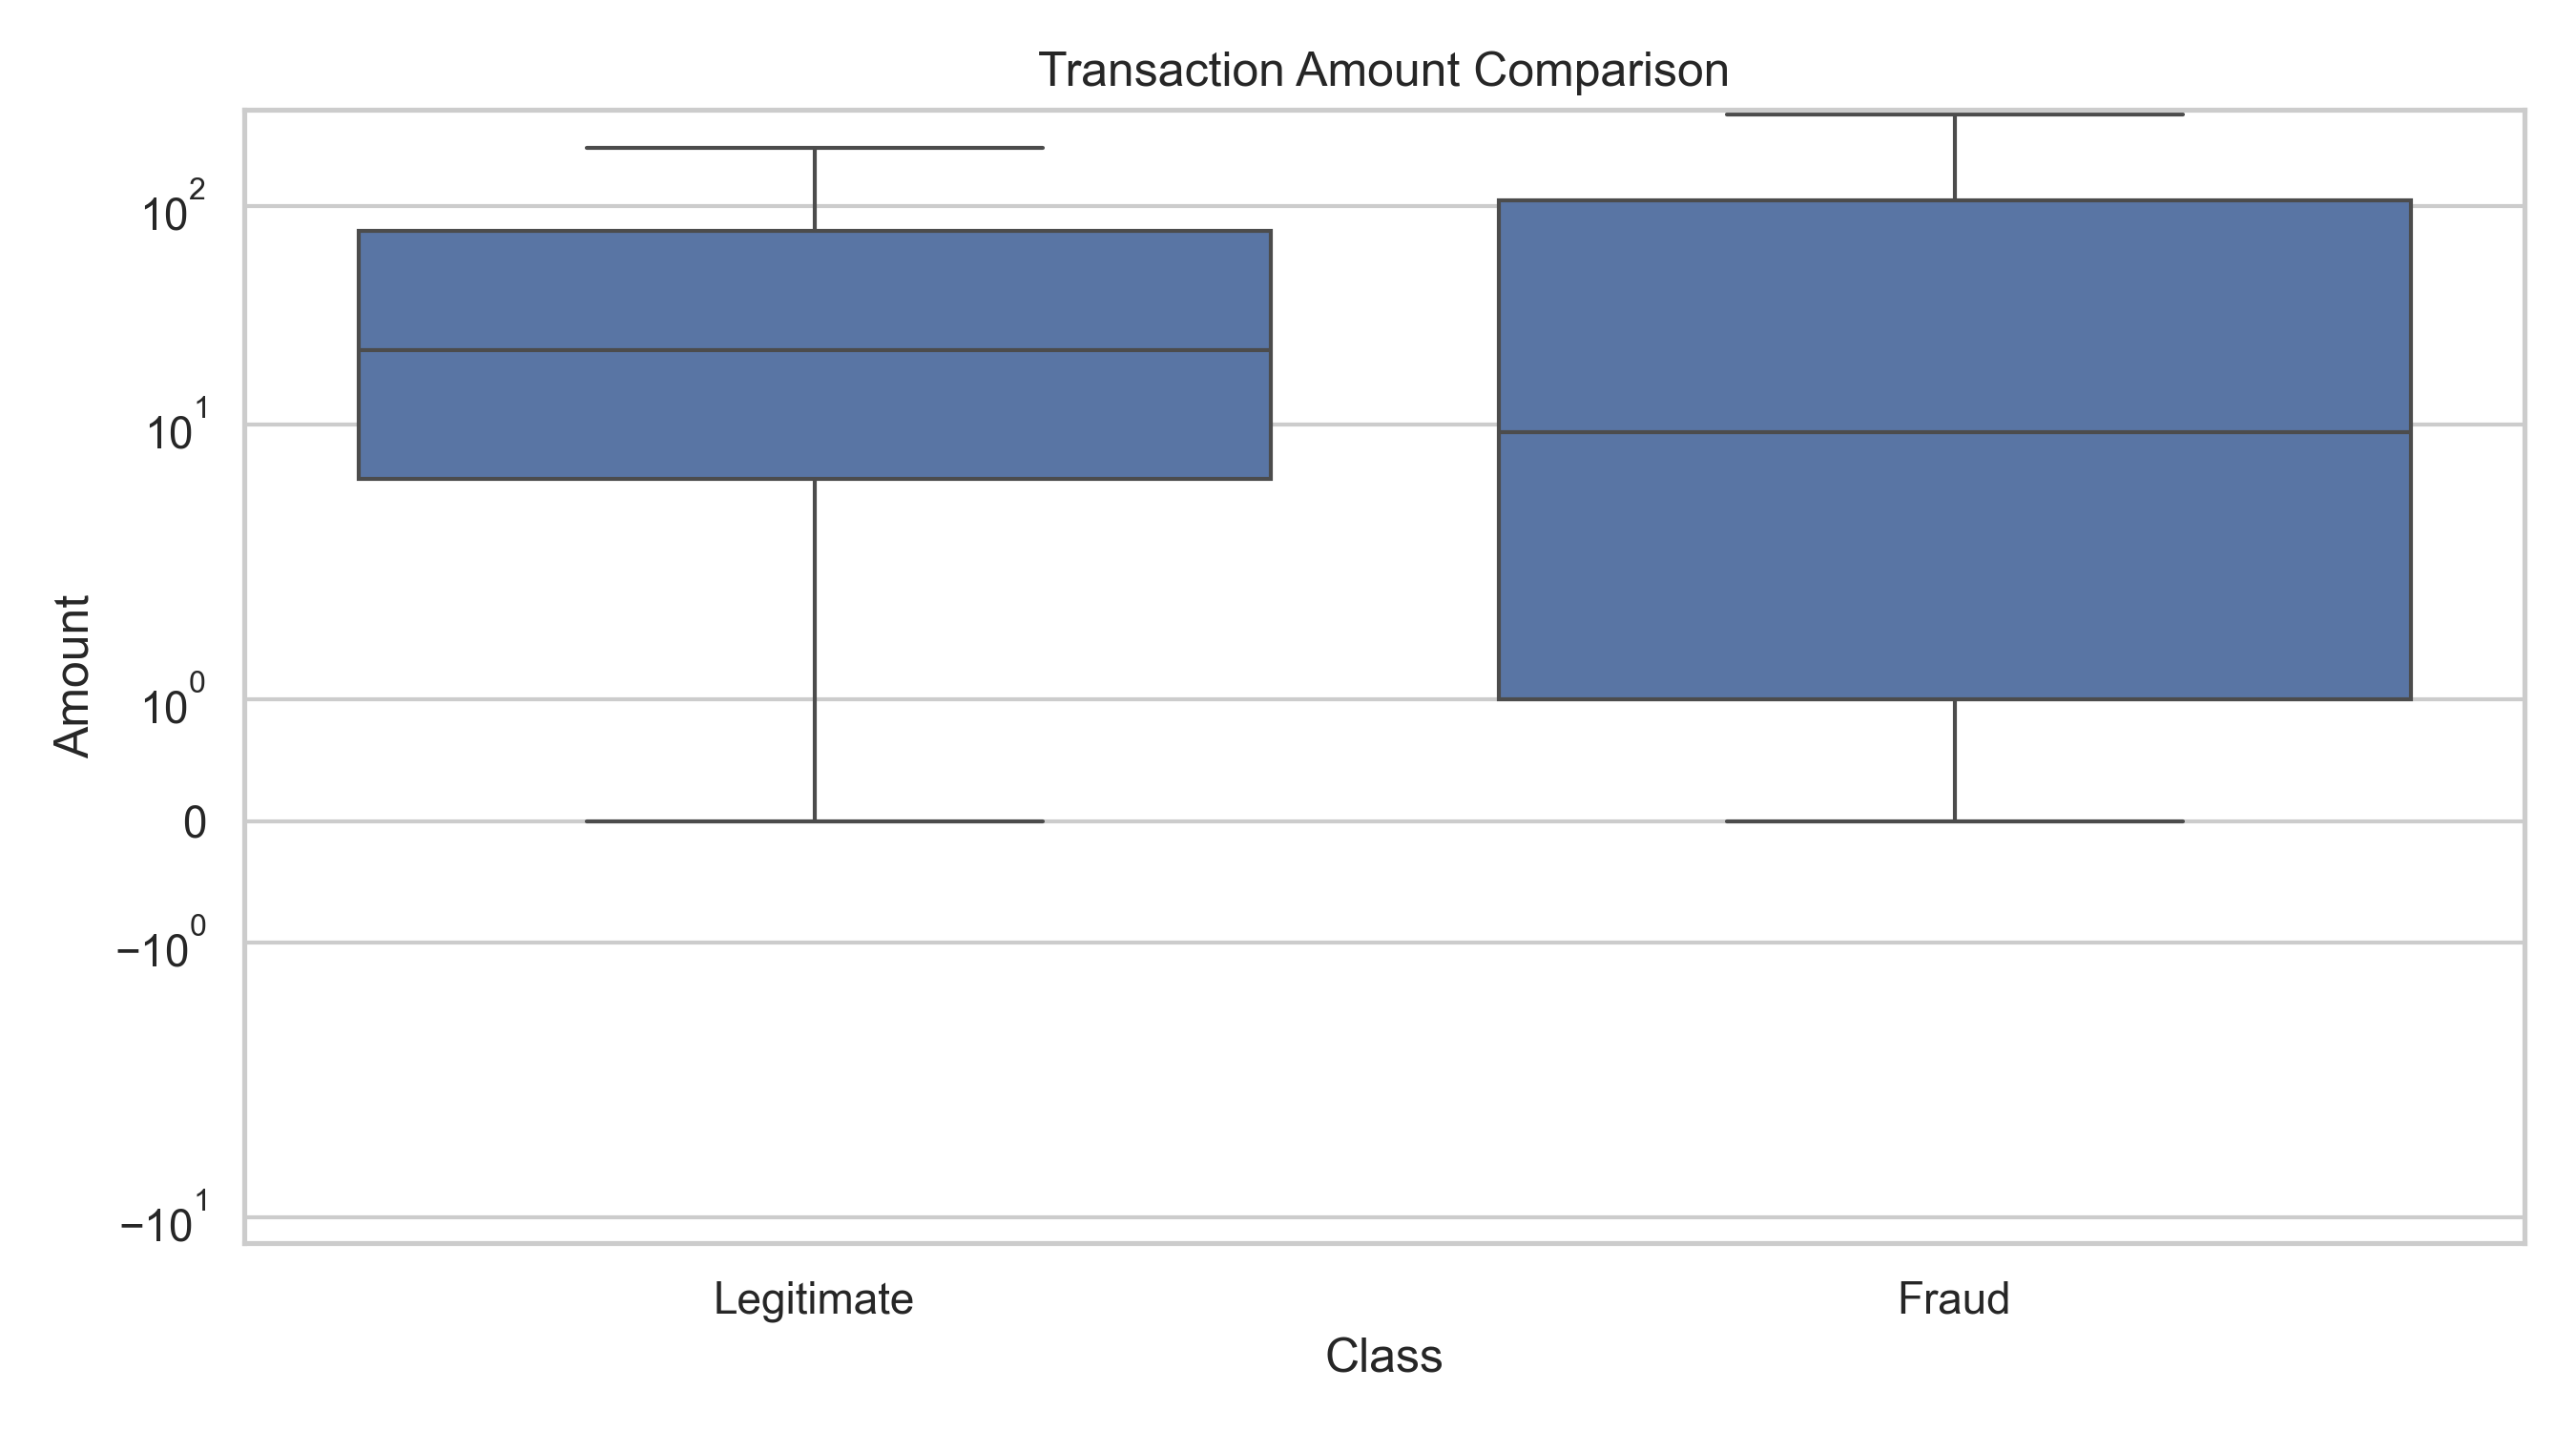 Transaction Amount Comparison
10²
10¹
10⁰
0
−10⁰
−10¹
Amount
Legitimate
Fraud
Class